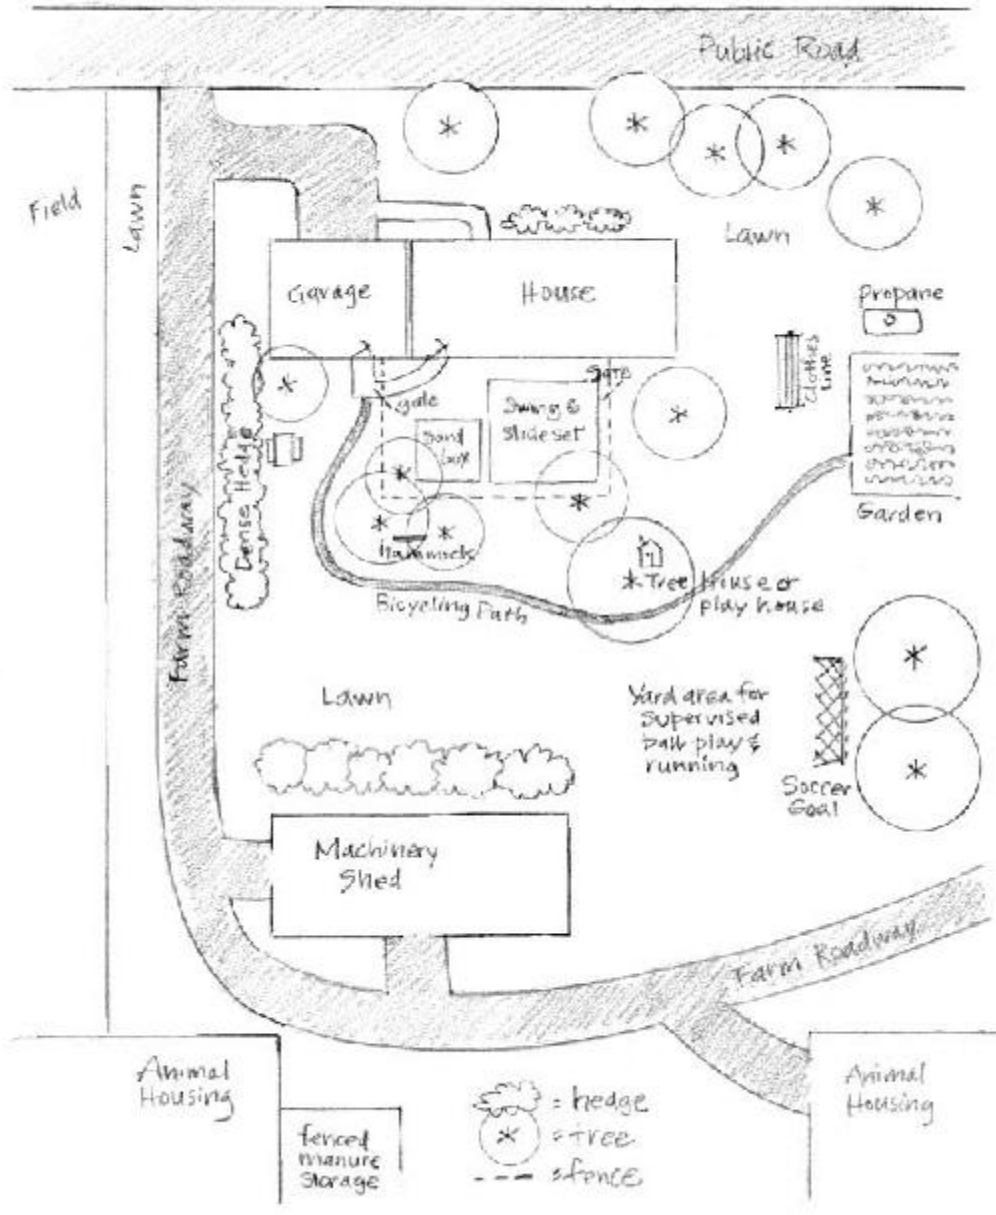 Public Road
Field
Lawn
Lawn
Garage
House
Propane
Clothes
Line
gate
gate
Swing &
Slide set
Sand
box
Dense Hedge
Farm Roadway
Garden
Hammock
Tree House or
play house
Bicycling Path
Lawn
Yard area for
supervised
ball play &
running
Soccer
Goal
Machinery
Shed
Farm Roadway
Animal
Housing
Animal
Housing
fenced
manure
storage
= hedge
= tree
= fence